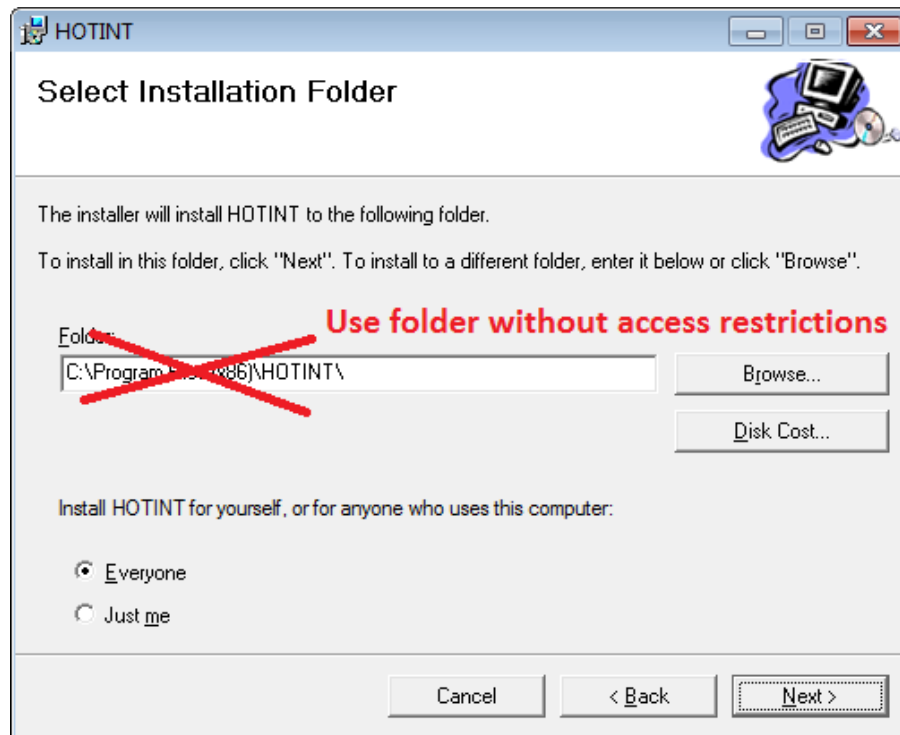 HOTINT
Select Installation Folder
The installer will install HOTINT to the following folder.
To install in this folder, click "Next". To install to a different folder, enter it below or click "Browse".
Use folder without access restrictions
Folder:
C:\Program Files (x86)\HOTINT\
Browse...
Disk Cost...
Install HOTINT for yourself, or for anyone who uses this computer:
Everyone
Just me
Cancel
< Back
Next >